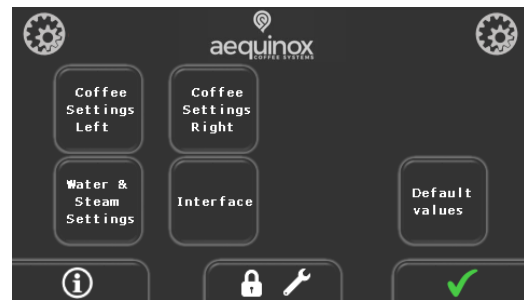 aequinox
COFFEE SYSTEMS
Coffee
Settings
Left
Coffee
Settings
Right
Water &
Steam
Settings
Interface
Default
values